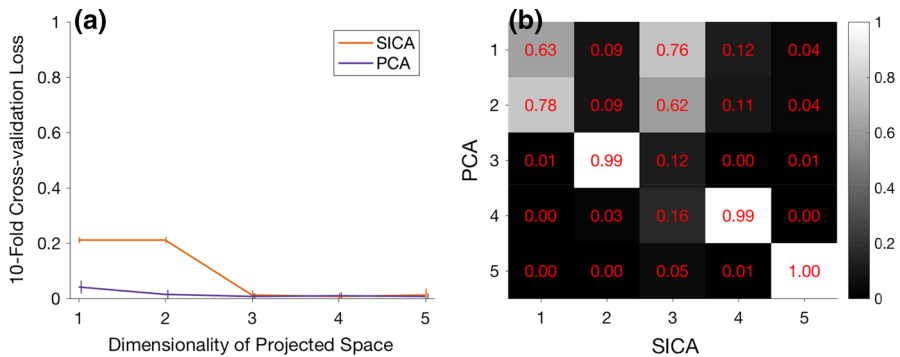 (a)
1
0.8
0.6
0.4
0.2
0
10-Fold Cross-validation Loss
SICA
PCA
1 2 3 4 5
Dimensionality of Projected Space
(b)
PCA
1 0.63 0.09 0.76 0.12 0.04
2 0.78 0.09 0.62 0.11 0.04
3 0.01 0.99 0.12 0.00 0.01
4 0.00 0.03 0.16 0.99 0.00
5 0.00 0.00 0.05 0.01 1.00
1 2 3 4 5
SICA
1
0.8
0.6
0.4
0.2
0